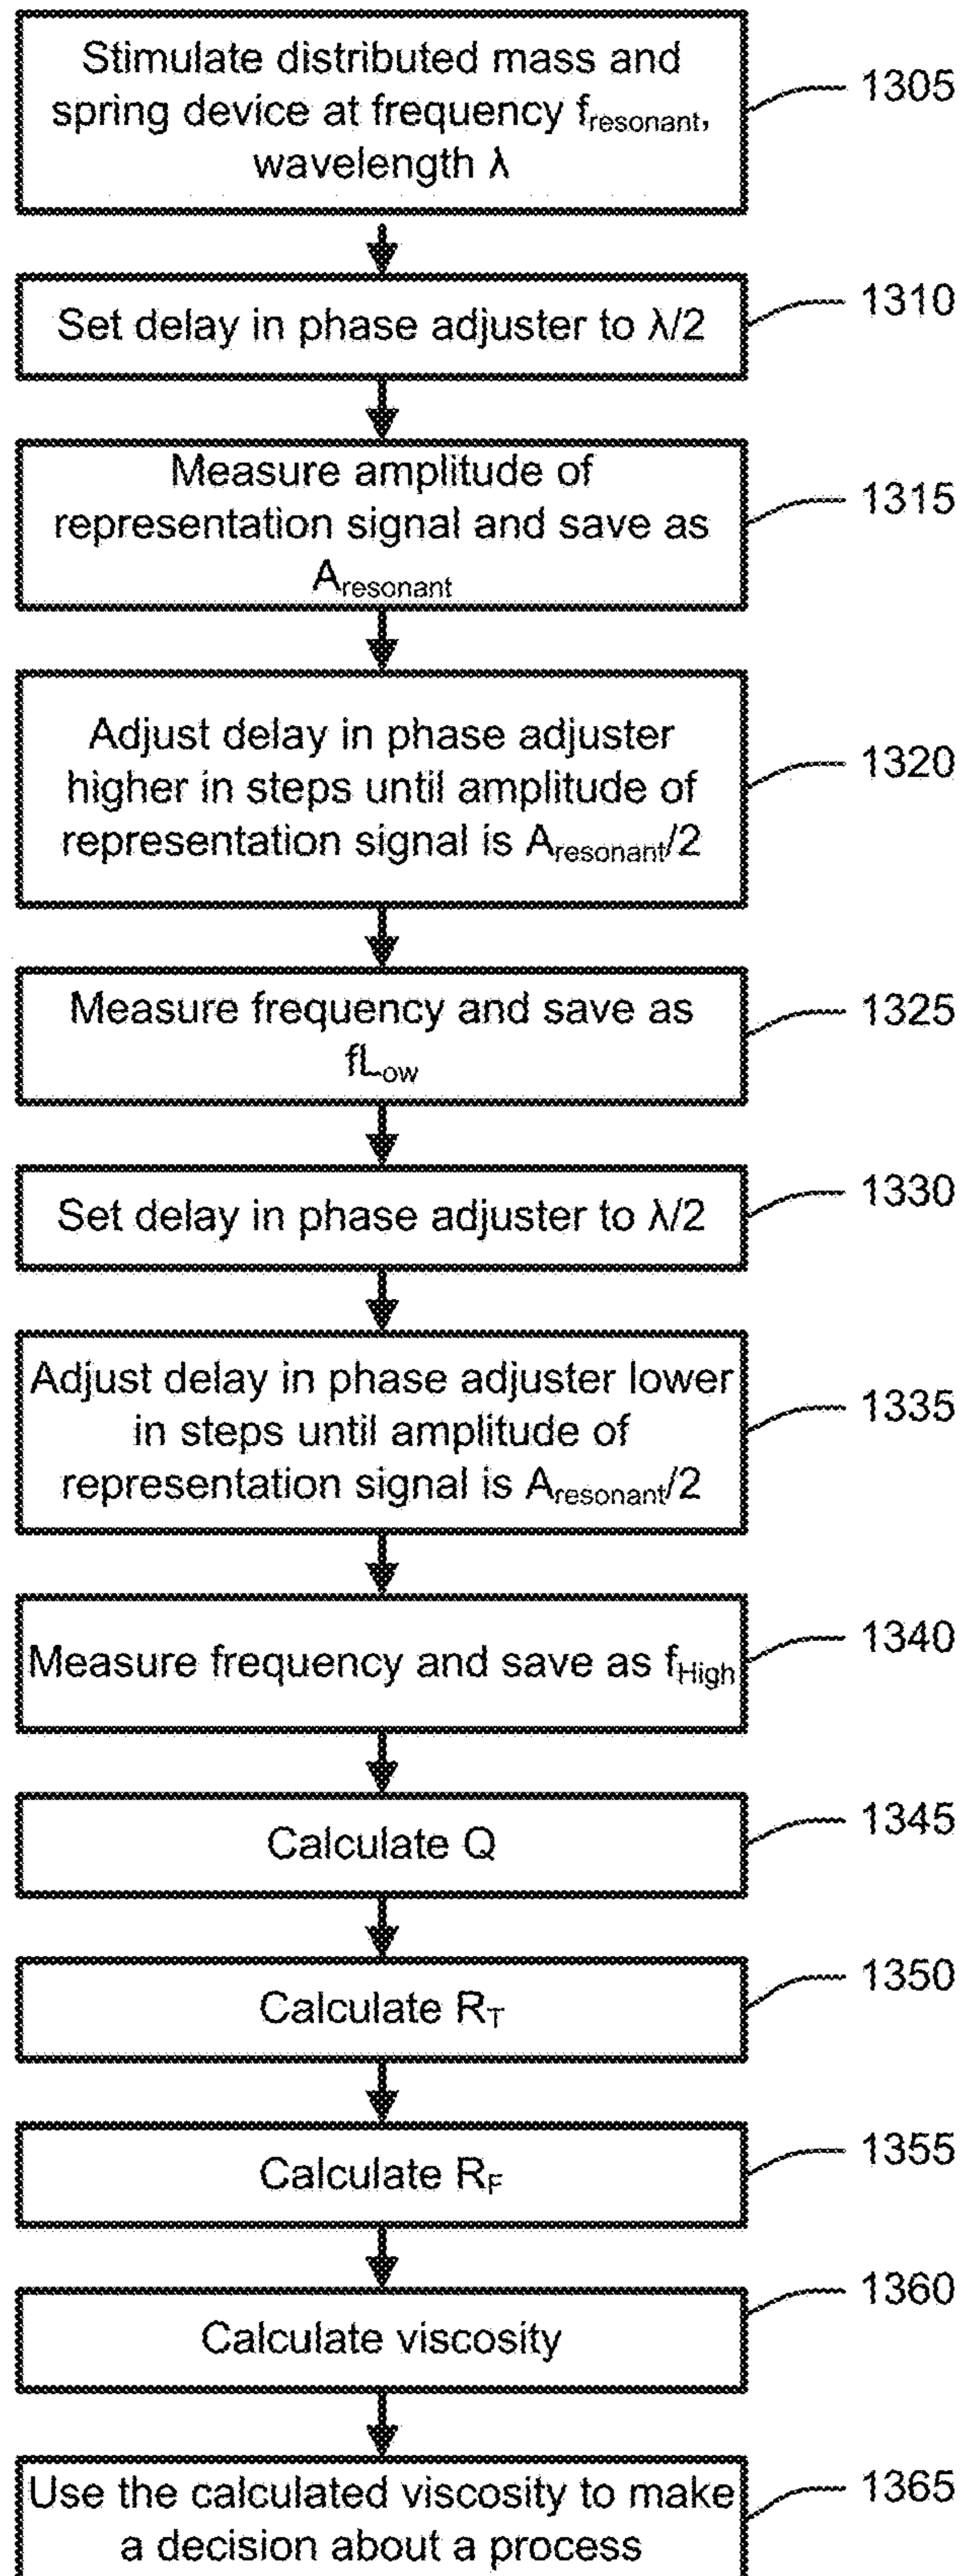 Stimulate distributed mass and
spring device at frequency fresonant,
wavelength λ
1305
Set delay in phase adjuster to λ/2
1310
Measure amplitude of
representation signal and save as
Aresonant
1315
Adjust delay in phase adjuster
higher in steps until amplitude of
representation signal is Aresonant/2
1320
Measure frequency and save as
fLow
1325
Set delay in phase adjuster to λ/2
1330
Adjust delay in phase adjuster lower
in steps until amplitude of
representation signal is Aresonant/2
1335
Measure frequency and save as fHigh
1340
Calculate Q
1345
Calculate RT
1350
Calculate RF
1355
Calculate viscosity
1360
Use the calculated viscosity to make
a decision about a process
1365